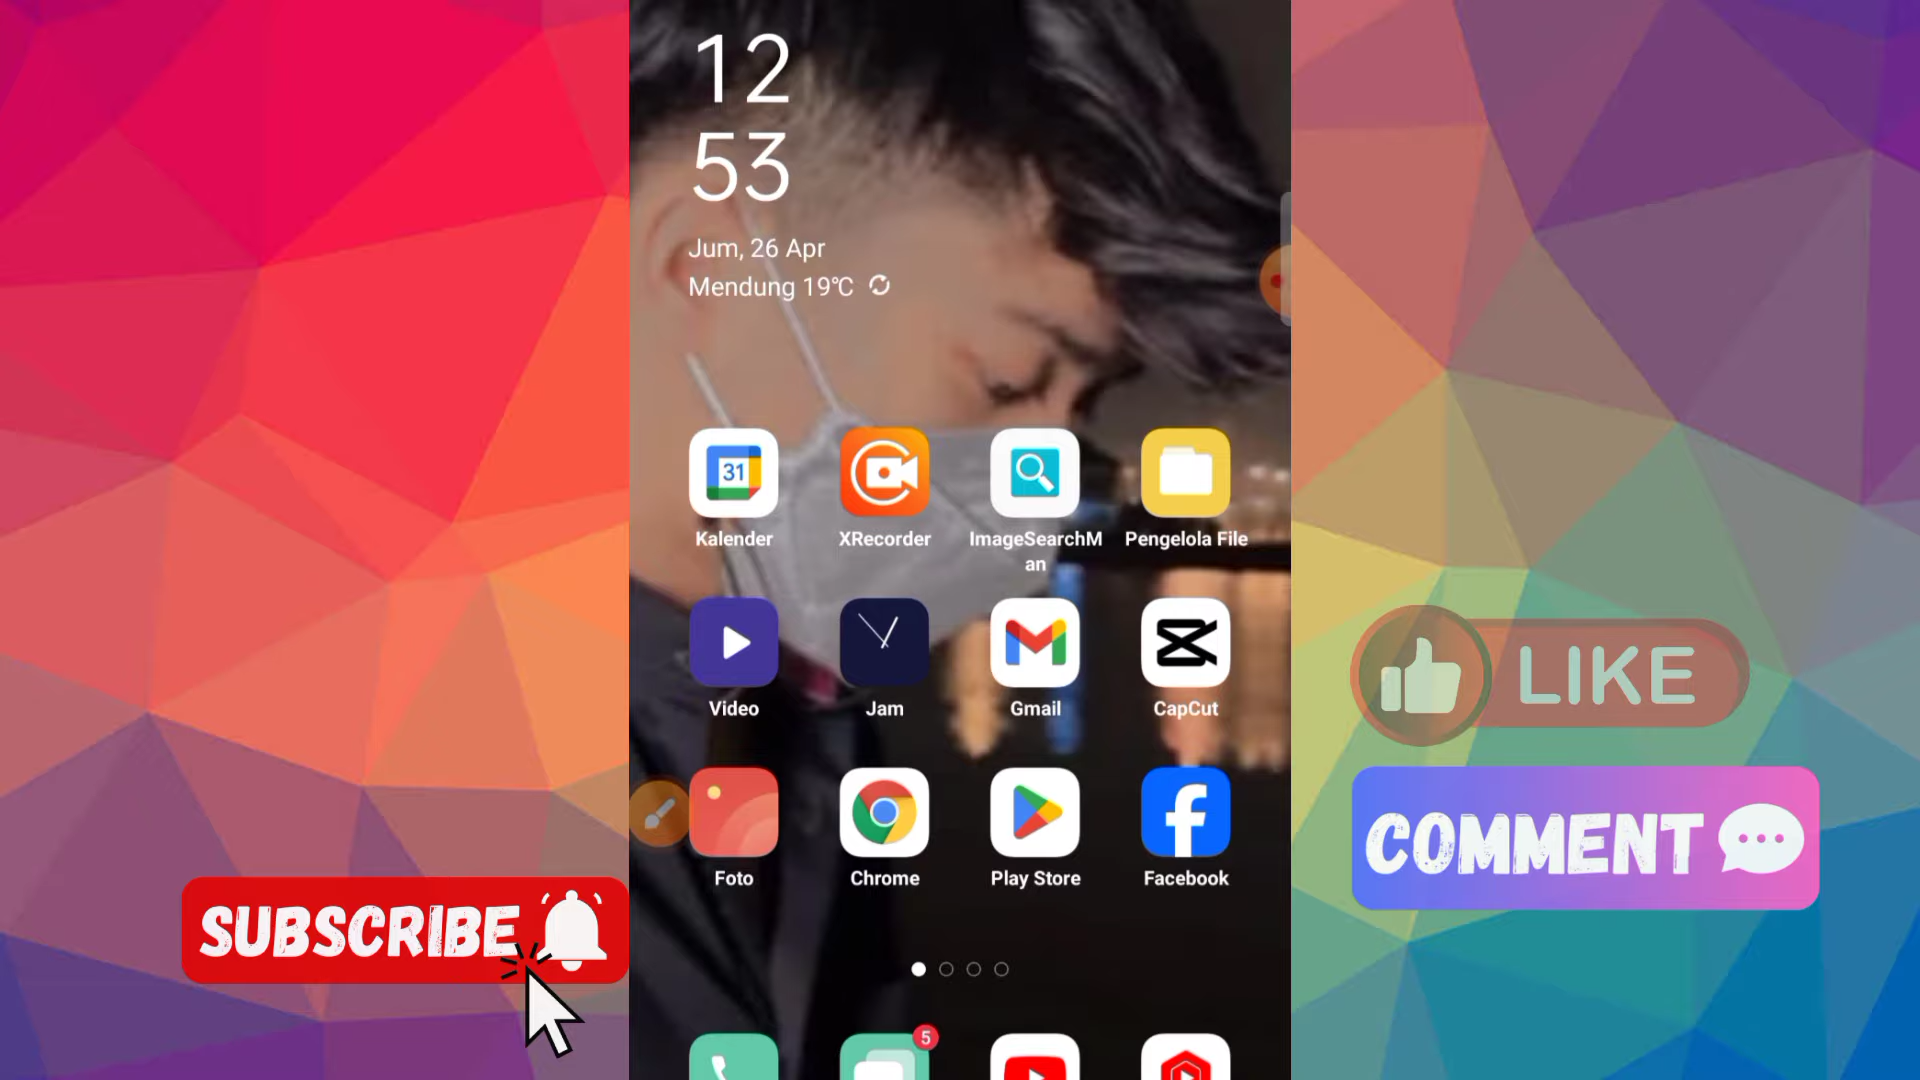 12
53
Jum, 26 Apr
Mendung 19°C
31
Kalender
XRecorder
ImageSearchM
an
Pengelola File
Video
Jam
Gmail
CapCut
Foto
Chrome
Play Store
Facebook
5
SUBSCRIBE
LIKE
COMMENT